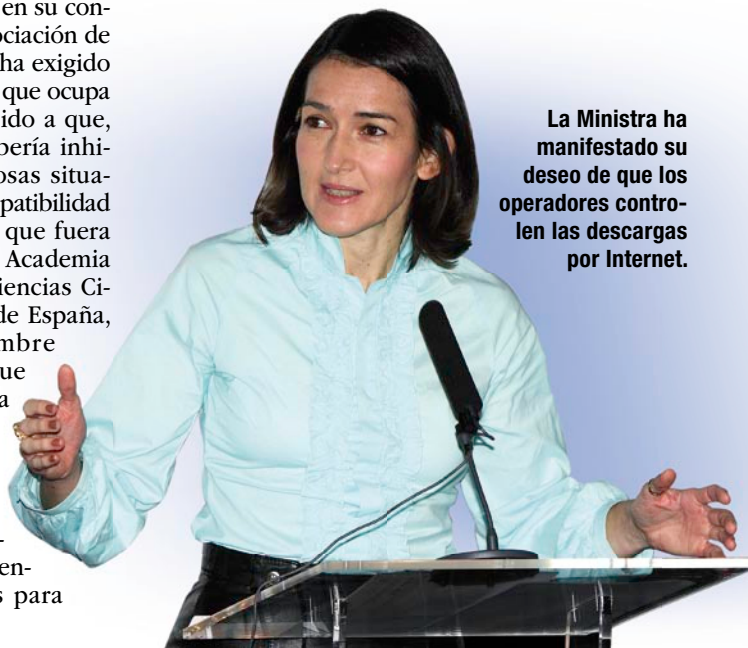 en su con-
ociación de
ha exigido
que ocupa
ido a que,
bería inhi-
osas situa-
patibilidad
que fuera
Academia
iencias Ci-
de España,
mbre
ue
a
-
en-
s para
La Ministra ha
manifestado su
deseo de que los
operadores contro-
len las descargas
por Internet.